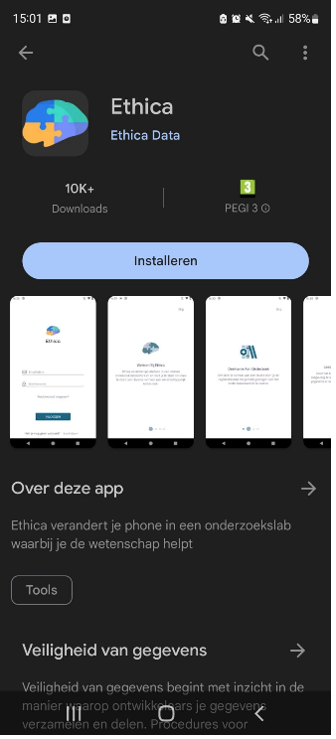 15:01
58%
Ethica
Ethica Data
10K+
Downloads
3
PEGI 3
Installeren
Ethica
Over deze app
Ethica verandert je phone in een onderzoekslab
waarbij je de wetenschap helpt
Tools
Veiligheid van gegevens
Veiligheid van gegevens begint met inzicht in de
manier waarop ontwikkelaars je gegevens
verzamelen en delen. Procedures voor